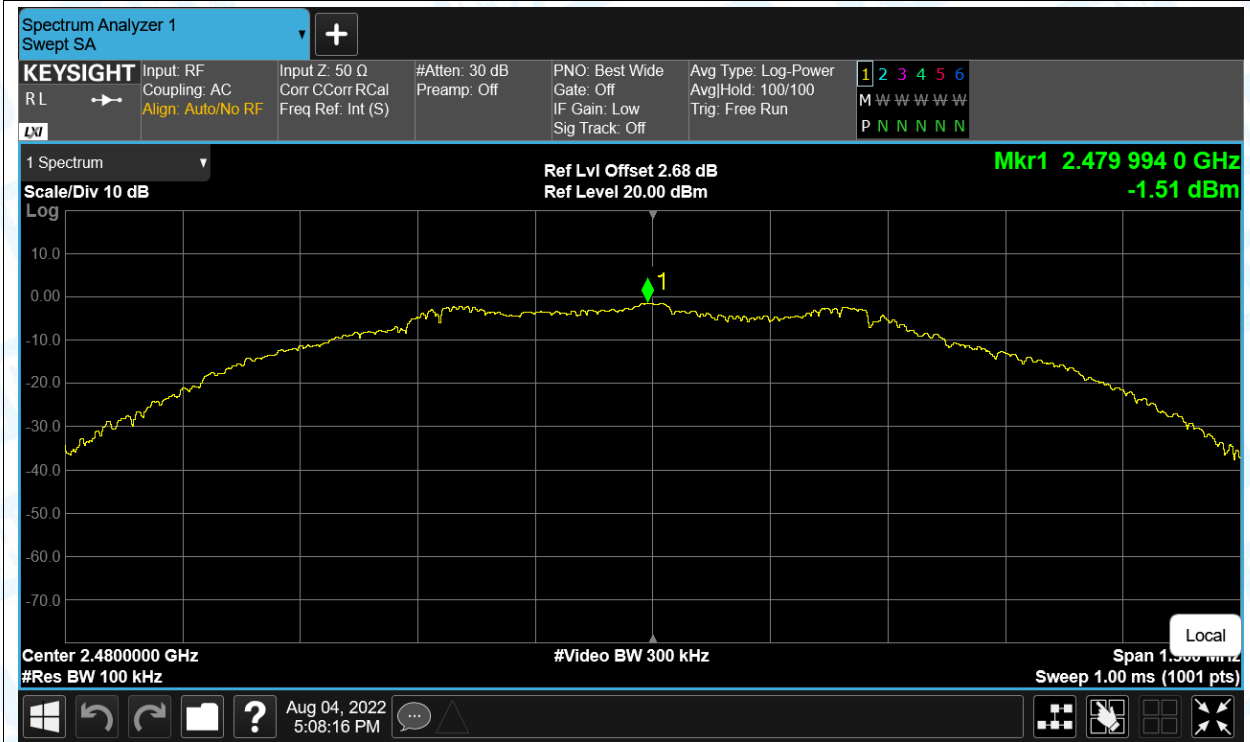 Spectrum Analyzer 1
Swept SA
+
KEYSIGHT
R L
LXI
Input: RF
Coupling: AC
Align: Auto/No RF
Input Z: 50 Ω
Corr CCorr RCal
Freq Ref: Int (S)
#Atten: 30 dB
Preamp: Off
PNO: Best Wide
Gate: Off
IF Gain: Low
Sig Track: Off
Avg Type: Log-Power
Avg|Hold: 100/100
Trig: Free Run
1 2 3 4 5 6
M W W W W W W
P N N N N N N
1 Spectrum
Scale/Div 10 dB
Log
Ref Lvl Offset 2.68 dB
Ref Level 20.00 dBm
Mkr1 2.479 994 0 GHz
-1.51 dBm
10.0
0.00
-10.0
-20.0
-30.0
-40.0
-50.0
-60.0
-70.0
1
Center 2.4800000 GHz
#Res BW 100 kHz
#Video BW 300 kHz
Local
Span
Sweep 1.00 ms (1001 pts)
?
Aug 04, 2022
5:08:16 PM